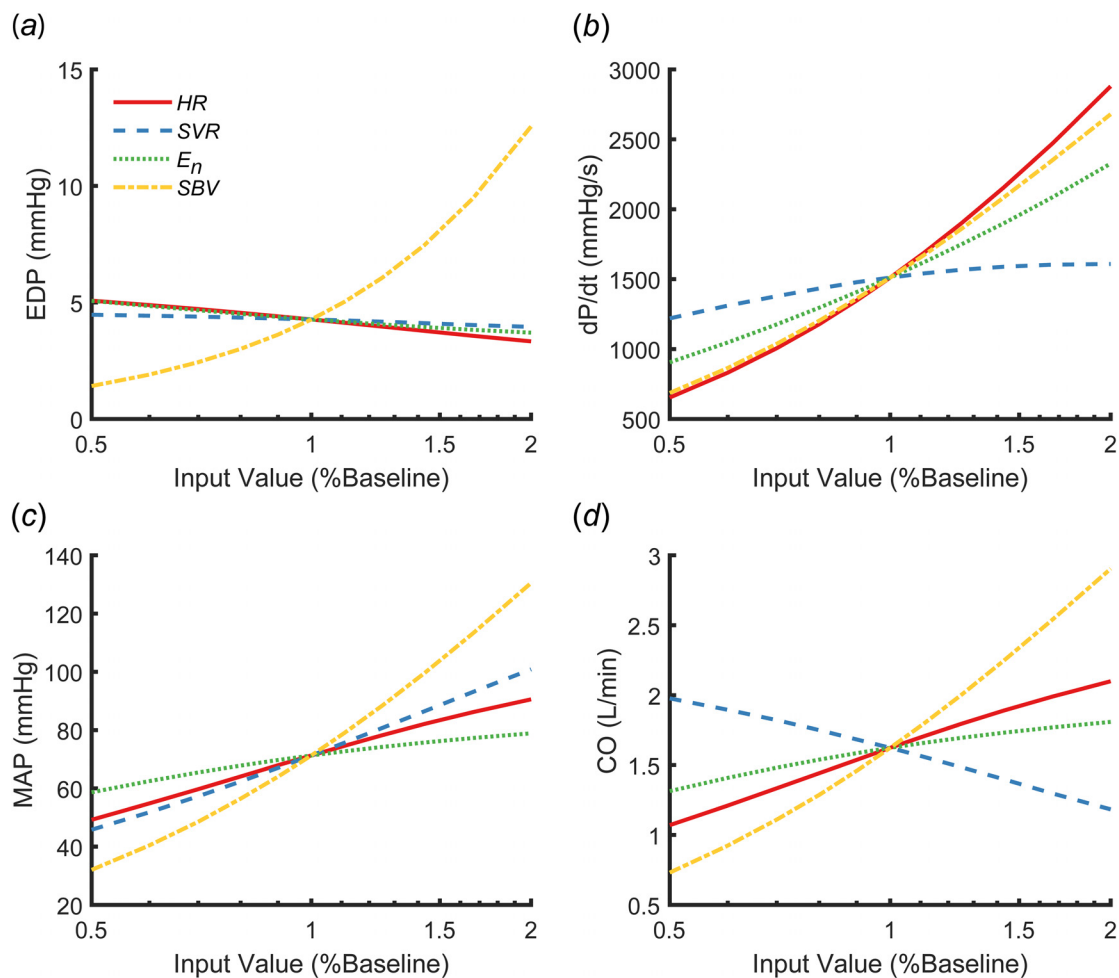 (a)
15
10
5
0
EDP (mmHg)
HR
SVR
En
SBV
0.5 1 1.5 2
Input Value (%Baseline)
(b)
3000
2500
2000
1500
1000
500
dP/dt (mmHg/s)
0.5 1 1.5 2
Input Value (%Baseline)
(c)
140
120
100
80
60
40
20
MAP (mmHg)
0.5 1 1.5 2
Input Value (%Baseline)
(d)
3
2.5
2
1.5
1
0.5
CO (L/min)
0.5 1 1.5 2
Input Value (%Baseline)